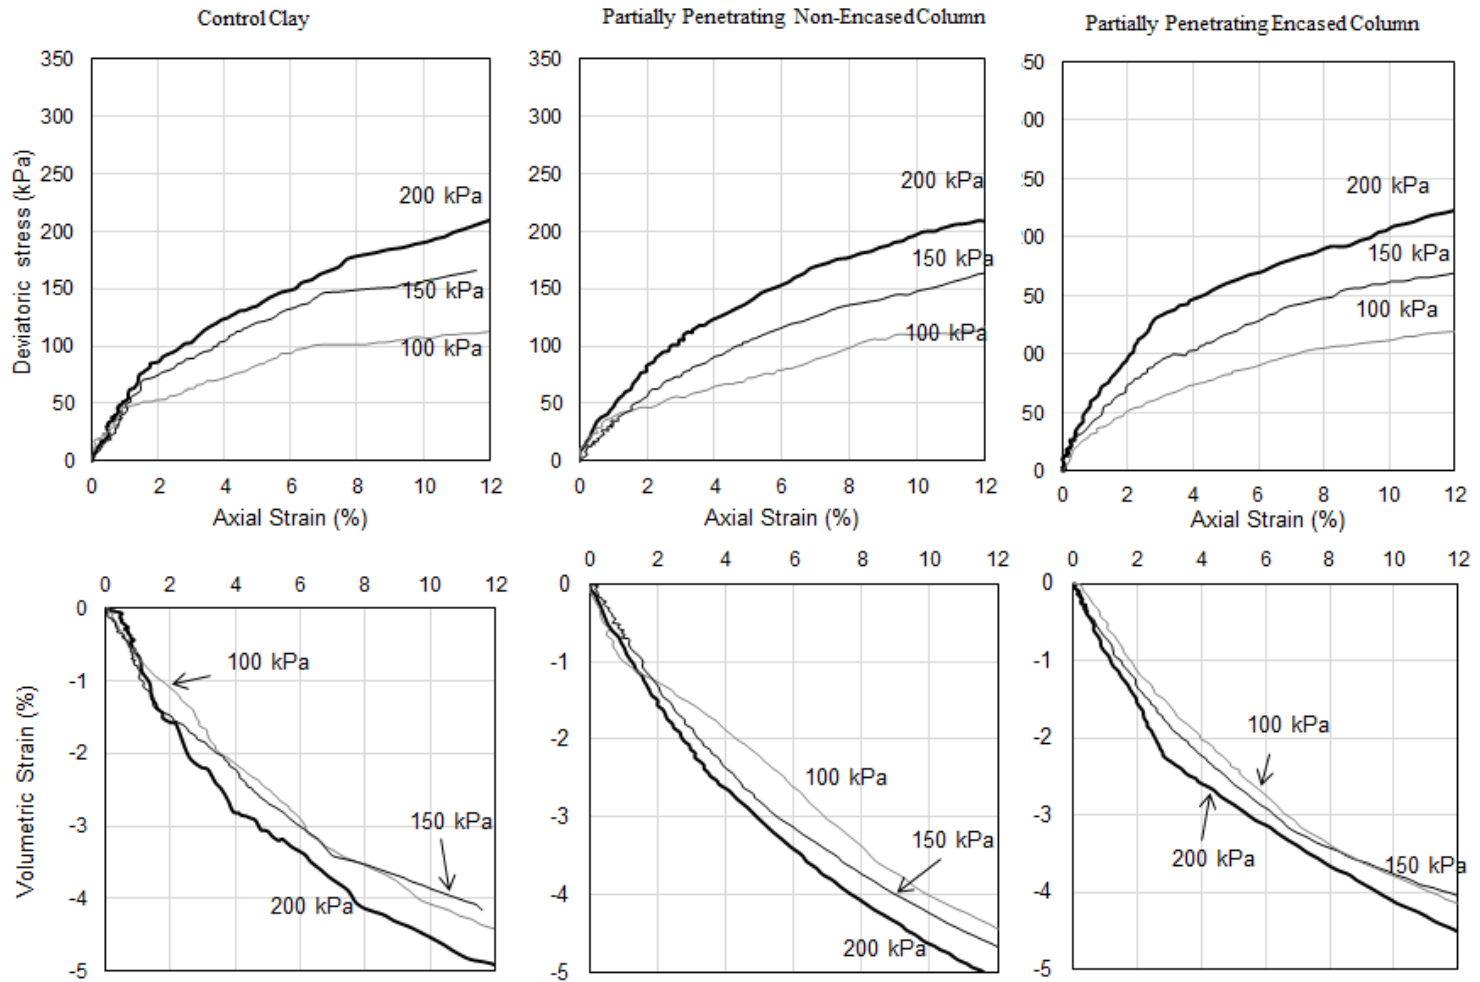 Control Clay
Partially Penetrating Non-Encased Column
Partially Penetrating Encased Column
Deviatoric stress (kPa)
350
300
250
200
150
100
50
0
200 kPa
150 kPa
100 kPa
0 2 4 6 8 10 12
Axial Strain (%)
350
300
250
200
150
100
50
0
200 kPa
150 kPa
100 kPa
0 2 4 6 8 10 12
Axial Strain (%)
50
00
50
00
50
00
50
0
200 kPa
150 kPa
100 kPa
0 2 4 6 8 10 12
Axial Strain (%)
Volumetric Strain (%)
0 2 4 6 8 10 12
0
-1
-2
-3
-4
-5
100 kPa
150 kPa
200 kPa
0 2 4 6 8 10 12
0
-1
-2
-3
-4
-5
100 kPa
150 kPa
200 kPa
0 2 4 6 8 10 12
0
-1
-2
-3
-4
-5
100 kPa
200 kPa
150 kPa